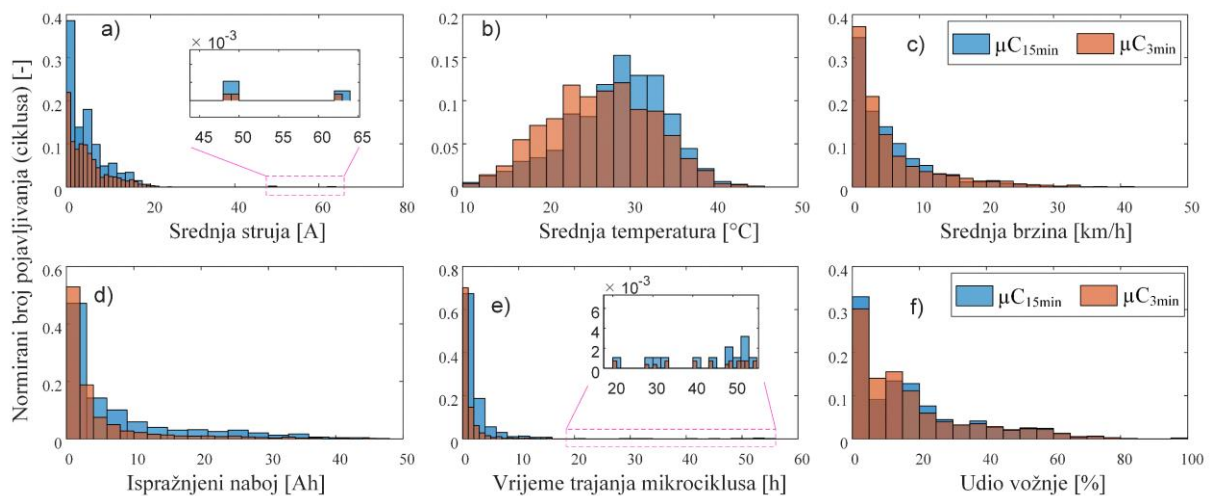 Normirani broj pojavljivanja (ciklusa) [-]
a)
0.4
0.3
0.2
0.1
0
0 20 40 60 80
Srednja struja [A]
× 10⁻³
45 50 55 60 65
b)
0.2
0.15
0.1
0.05
0
10 20 30 40 50
Srednja temperatura [°C]
c)
µC15min µC3min
0.4
0.3
0.2
0.1
0
0 10 20 30 40 50
Srednja brzina [km/h]
d)
0.6
0.4
0.2
0
0 10 20 30 40 50
Ispražnjeni naboj [Ah]
e)
0.8
0.6
0.4
0.2
0
0 20 40 60 80
Vrijeme trajanja mikrociklusa [h]
× 10⁻³
6
4
2
0
20 30 40 50
f)
µC15min µC3min
0.4
0.3
0.2
0.1
0
0 20 40 60 80 100
Udio vožnje [%]